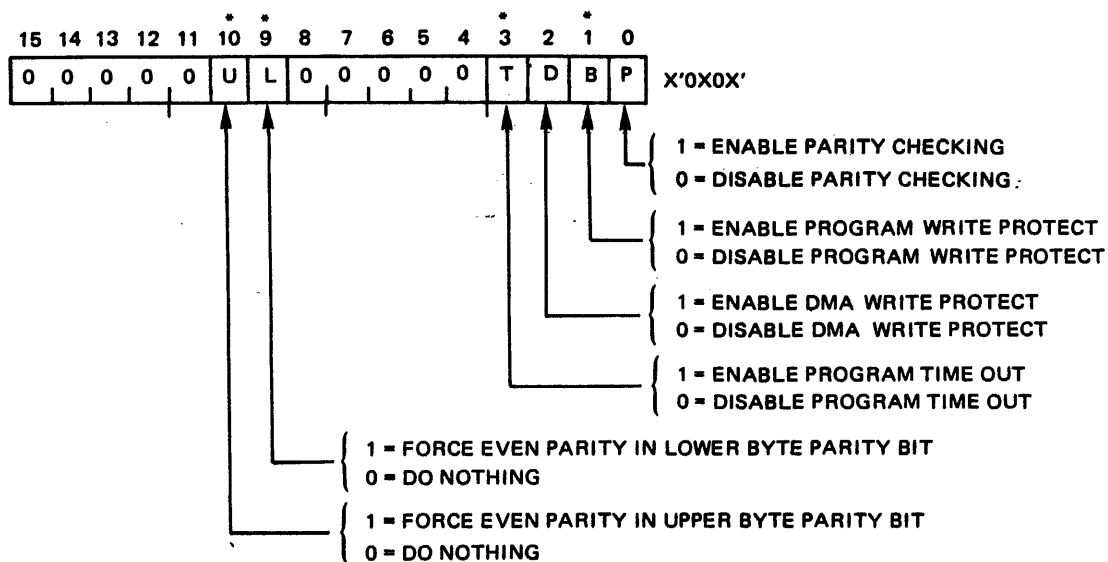 * * * *
15 14 13 12 11 10 9 8 7 6 5 4 3 2 1 0
0 0 0 0 0 U L 0 0 0 0 0 T D B P X'0X0X'
1 = ENABLE PARITY CHECKING
0 = DISABLE PARITY CHECKING
1 = ENABLE PROGRAM WRITE PROTECT
0 = DISABLE PROGRAM WRITE PROTECT
1 = ENABLE DMA WRITE PROTECT
0 = DISABLE DMA WRITE PROTECT
1 = ENABLE PROGRAM TIME OUT
0 = DISABLE PROGRAM TIME OUT
1 = FORCE EVEN PARITY IN LOWER BYTE PARITY BIT
0 = DO NOTHING
1 = FORCE EVEN PARITY IN UPPER BYTE PARITY BIT
0 = DO NOTHING